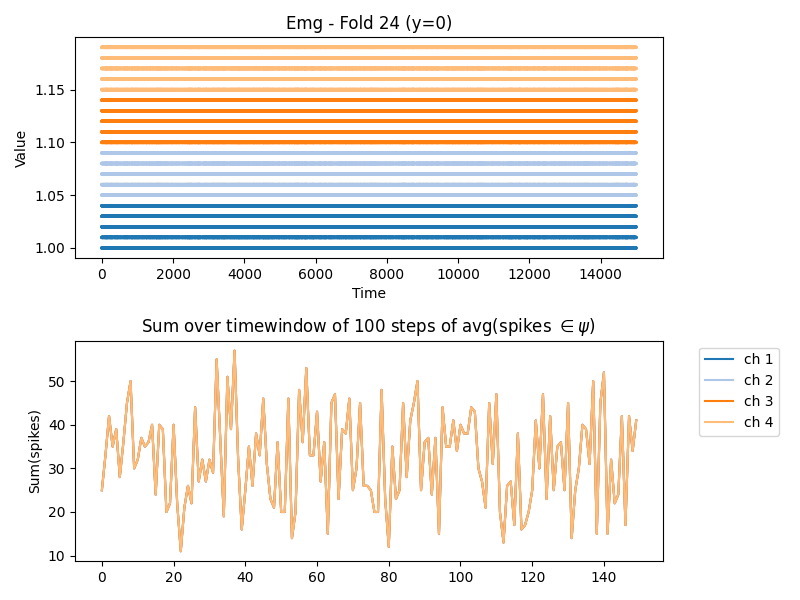 Emg - Fold 24 (y=0)
Value
1.15
1.10
1.05
1.00
0 2000 4000 6000 8000 10000 12000 14000
Time
Sum over timewindow of 100 steps of avg(spikes ∈ ψ)
Sum(spikes)
50
40
30
20
10
0 20 40 60 80 100 120 140
ch 1
ch 2
ch 3
ch 4